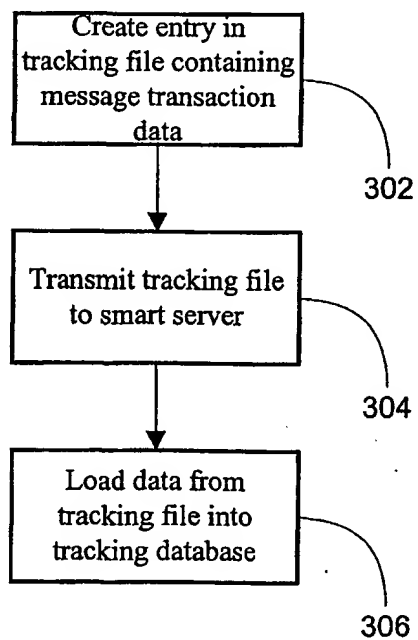 Create entry in
tracking file containing
message transaction
data
302
Transmit tracking file
to smart server
304
Load data from
tracking file into
tracking database
306